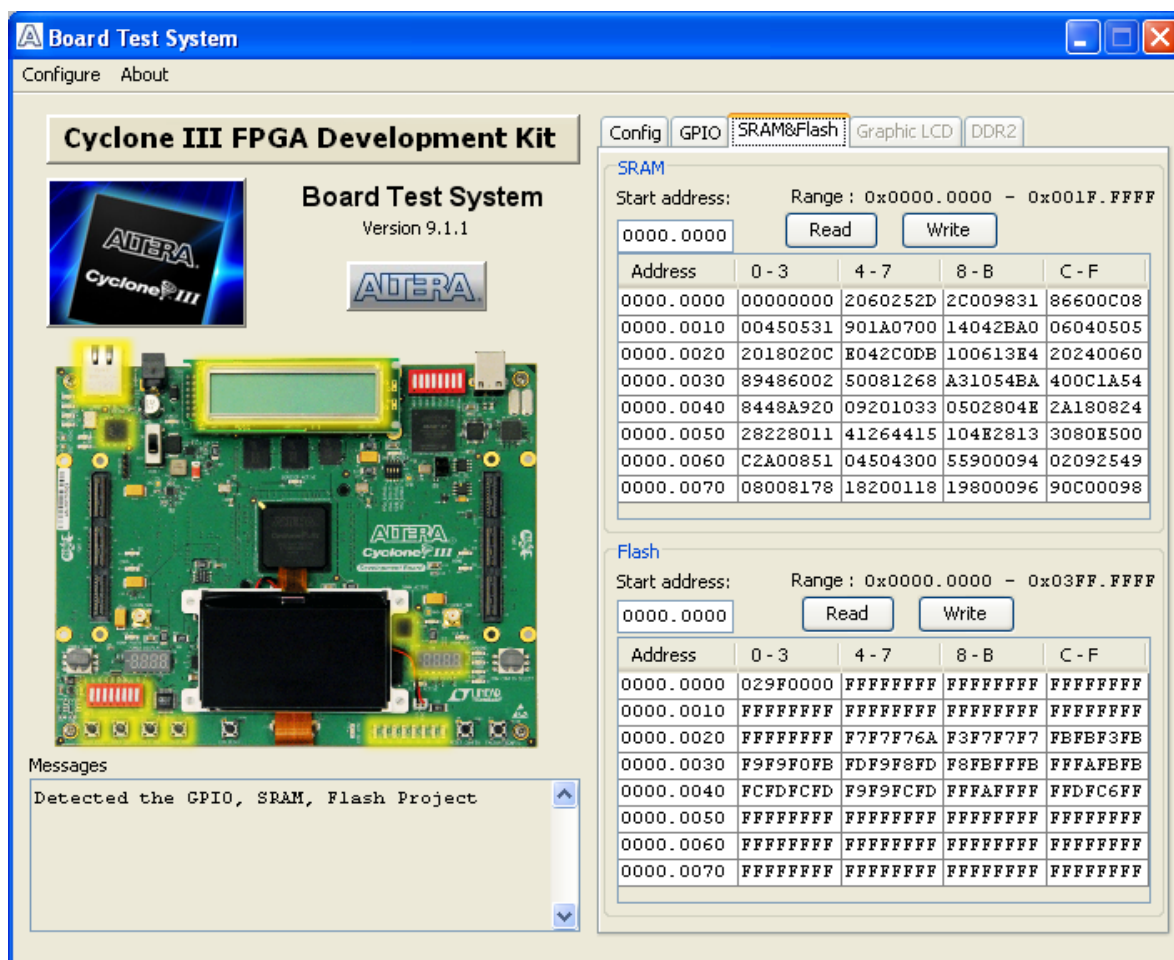 Board Test System
Configure About
Cyclone III FPGA Development Kit
ALTERA
Cyclone III
Board Test System
Version 9.1.1
ALTERA
ALTERA
Cyclone III
Development Board
Messages
Detected the GPIO, SRAM, Flash Project
Config GPIO SRAM&Flash Graphic LCD DDR2
SRAM
Start address: Range : 0x0000.0000 - 0x001F.FFFF
0000.0000 Read Write
Address 0 - 3 4 - 7 8 - B C - F
0000.0000 00000000 2060252D 2C009831 86600C08
0000.0010 00450531 901A0700 14042BA0 06040505
0000.0020 2018020C E042C0DB 100613E4 20240060
0000.0030 89486002 50081268 A31054BA 400C1A54
0000.0040 8448A920 09201033 0502804E 2A180824
0000.0050 28228011 41264415 104E2813 3080E500
0000.0060 C2A00851 04504300 55900094 02092549
0000.0070 08008178 18200118 19800096 90C00098
Flash
Start address: Range : 0x0000.0000 - 0x03FF.FFFF
0000.0000 Read Write
Address 0 - 3 4 - 7 8 - B C - F
0000.0000 029F0000 FFFFFFFF FFFFFFFF FFFFFFFF
0000.0010 FFFFFFFF FFFFFFFF FFFFFFFF FFFFFFFF
0000.0020 FFFFFFFF F7F7F76A F3F7F7F7 FBFBF3FB
0000.0030 F9F9F0FB FDF9F8FD F8FBFFFB FFFAFBFB
0000.0040 FCFDFCFD F9F9FCFD FFFAFFFF FFDFC6FF
0000.0050 FFFFFFFF FFFFFFFF FFFFFFFF FFFFFFFF
0000.0060 FFFFFFFF FFFFFFFF FFFFFFFF FFFFFFFF
0000.0070 FFFFFFFF FFFFFFFF FFFFFFFF FFFFFFFF